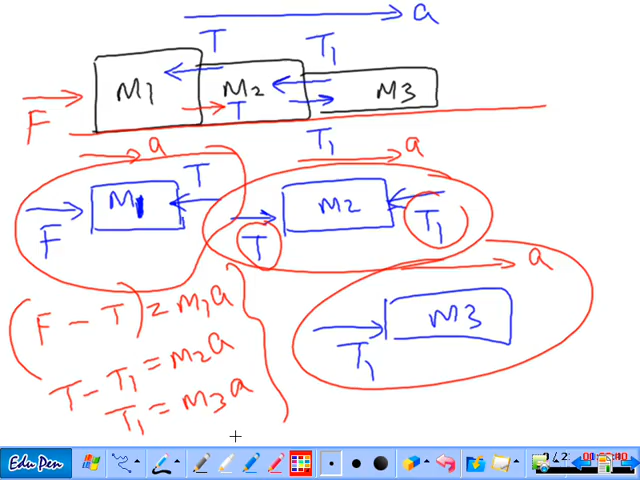 a
T T1
M1 M2 M3
F T
T1
a a
T
M1 M2
F T T1
a
F - T = M1a
M3
T - T1 = M2a
T1
T1 = M3a
Edu Pen